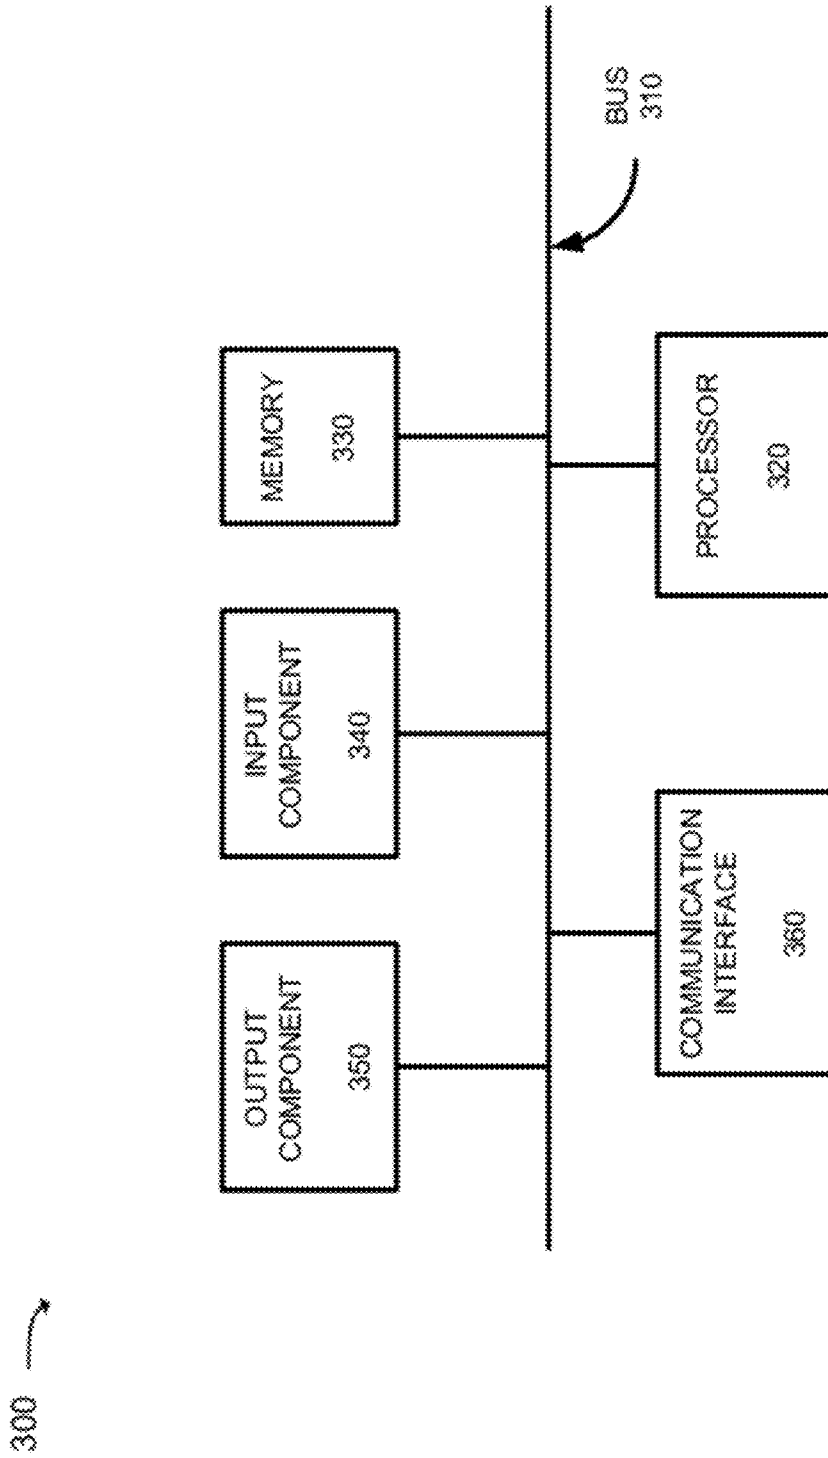 300
OUTPUT
COMPONENT
350
INPUT
COMPONENT
340
MEMORY
330
BUS
310
COMMUNICATION
INTERFACE
360
PROCESSOR
320